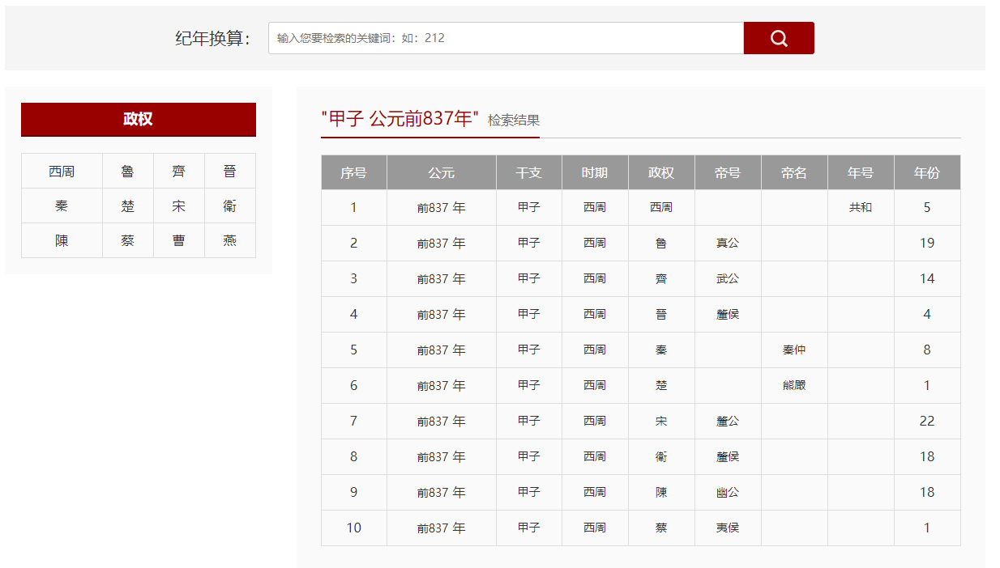 纪年换算： 输入您要检索的关键词：如：212
政权
西周 魯 齊 晉
秦 楚 宋 衛
陳 蔡 曹 燕
"甲子 公元前837年" 检索结果
序号 公元 干支 时期 政权 帝号 帝名 年号 年份
1 前837 年 甲子 西周 西周 共和 5
2 前837 年 甲子 西周 魯 真公 19
3 前837 年 甲子 西周 齊 武公 14
4 前837 年 甲子 西周 晉 釐侯 4
5 前837 年 甲子 西周 秦 秦仲 8
6 前837 年 甲子 西周 楚 熊嚴 1
7 前837 年 甲子 西周 宋 釐公 22
8 前837 年 甲子 西周 衛 釐侯 18
9 前837 年 甲子 西周 陳 幽公 18
10 前837 年 甲子 西周 蔡 夷侯 1